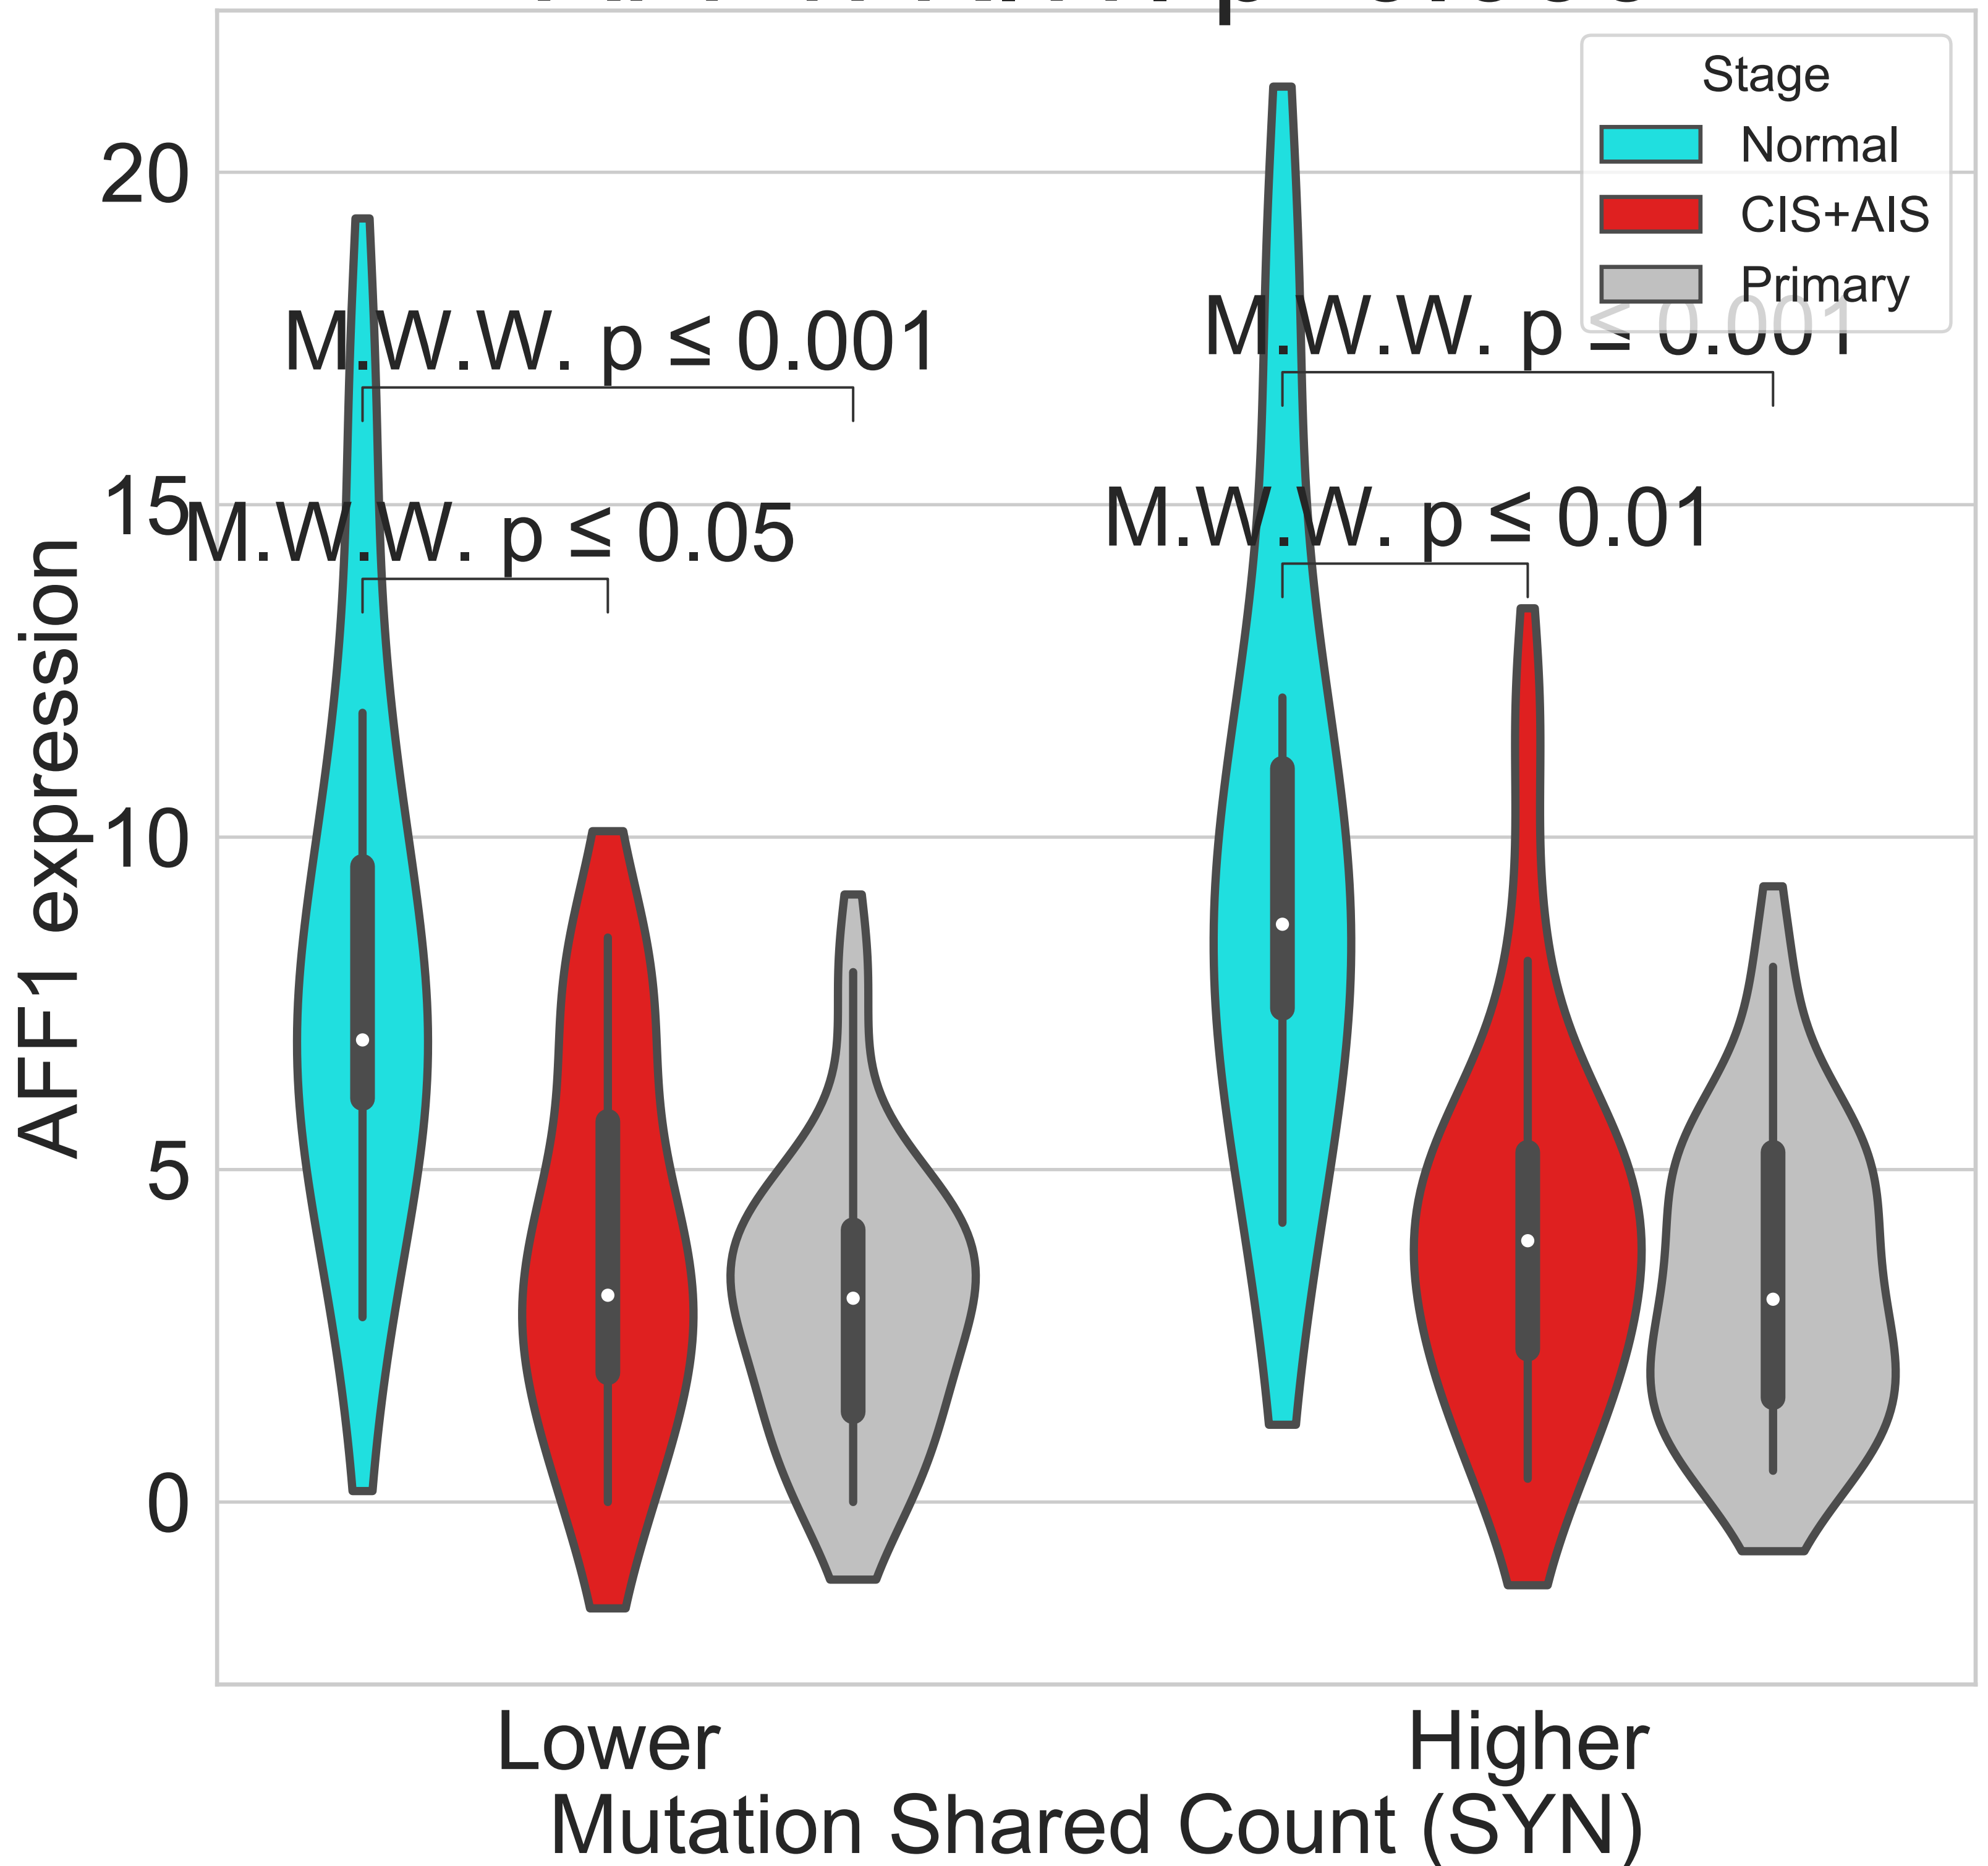 Stage
Normal
CIS+AIS
Primary
20
15
10
5
0
AFF1 expression
M.W.W. p ≤ 0.001
M.W.W. p ≤ 0.001
M.W.W. p ≤ 0.05
M.W.W. p ≤ 0.01
Lower
Higher
Mutation Shared Count (SYN)